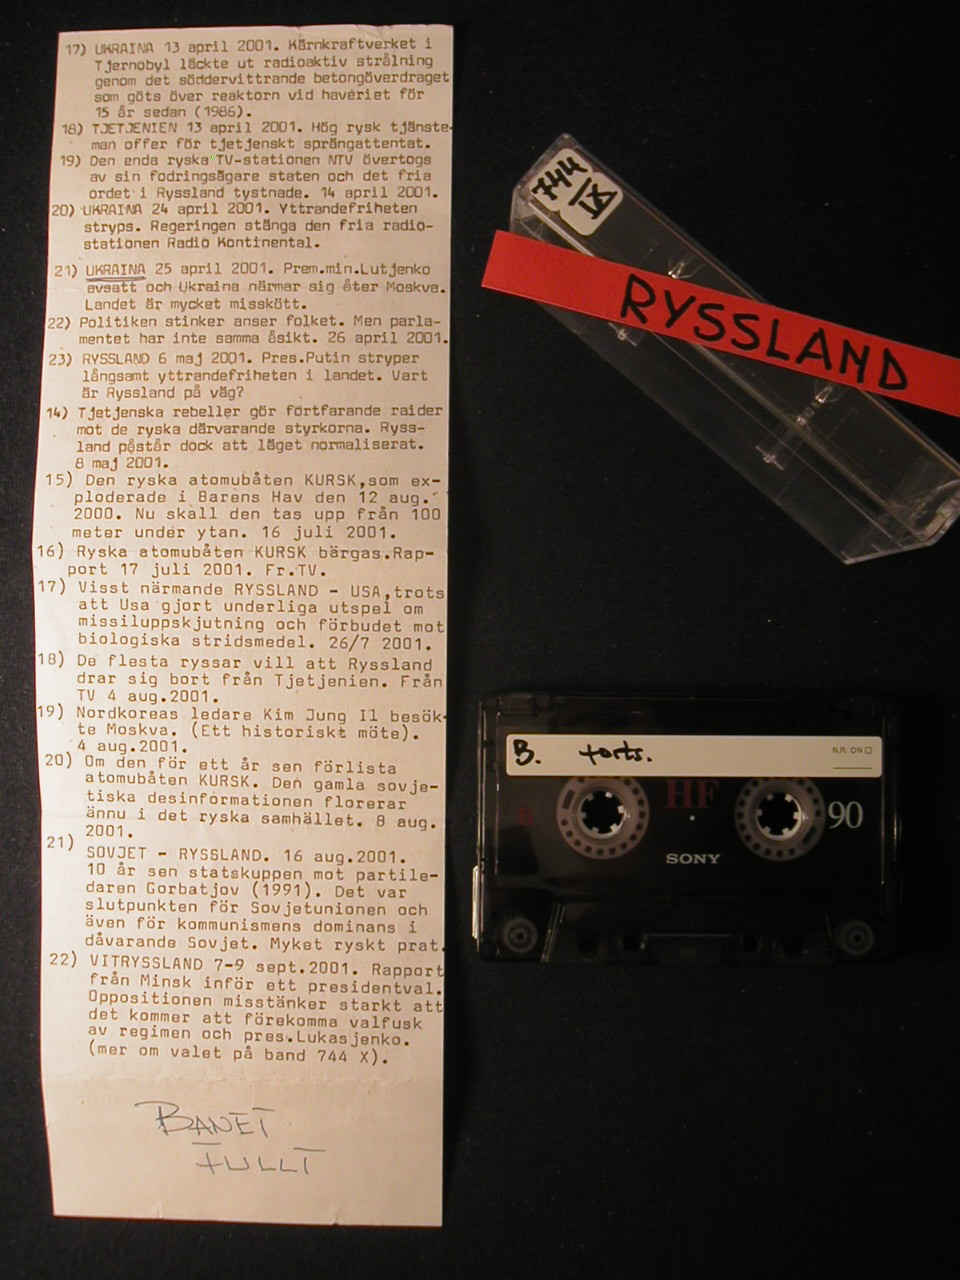 17) UKRAINA 13 april 2001. Kärnkraftverket i
Tjernobyl läckte ut radioaktiv strålning
genom det söddervittrande betongöverdraget
som göts över reaktorn vid haveriet för
15 år sedan (1986).
18) TJETJENIEN 13 april 2001. Hög rysk tjänste-
man offer för tjetjenskt sprängattentat.
19) Den enda ryska TV-stationen NTV övertogs
av sin fodringsägare staten och det fria
ordet i Ryssland tystnade. 14 april 2001.
20) UKRAINA 24 april 2001. Yttrandefriheten
stryps. Regeringen stänga den fria radio-
stationen Radio Kontinental.
21) UKRAINA 25 april 2001. Prem.min.Lutjenko
avsatt och Ukraina närmar sig åter Moskva.
Landet är mycket misskött.
22) Politiken stinker anser folket. Men parla-
mentet har inte samma åsikt. 26 april 2001.
23) RYSSLAND 6 maj 2001. Pres.Putin stryper
långsamt yttrandefriheten i landet. Vart
är Ryssland på väg?
14) Tjetjenska rebeller gör förtfarande raider
mot de ryska därvarande styrkorna. Ryss-
land påstår dock att läget normaliserat.
8 maj 2001.
15) Den ryska atomubåten KURSK,som ex-
ploderade i Barens Hav den 12 aug.
2000. Nu skall den tas upp från 100
meter under ytan. 16 juli 2001.
16) Ryska atomubåten KURSK bärgas.Rap-
port 17 juli 2001. Fr.TV.
17) Visst närmande RYSSLAND - USA,trots
att Usa gjort underliga utspel om
missiluppskjutning och förbudet mot
biologiska stridsmedel. 26/7 2001.
18) De flesta ryssar vill att Ryssland
drar sig bort från Tjetjenien. Från
TV 4 aug.2001.
19) Nordkoreas ledare Kim Jung Il besök-
te Moskva. (Ett historiskt möte).
4 aug.2001.
20) Om den för ett år sen förlista
atomubåten KURSK. Den gamla sovje-
tiska desinformationen florerar
ännu i det ryska samhället. 8 aug.
2001.
21) SOVJET - RYSSLAND. 16 aug.2001.
10 år sen statskuppen mot partile-
daren Gorbatjov (1991). Det var
slutpunkten för Sovjetunionen och
även för kommunismens dominans i
dåvarande Sovjet. Myket ryskt prat.
22) VITRYSSLAND 7-9 sept.2001. Rapport
från Minsk inför ett presidentval.
Oppositionen misstänker starkt att
det kommer att förekomma valfusk
av regimen och pres.Lukasjenko.
(mer om valet på band 744 X).
BANET
FULLT
744
IX
RYSSLAND
B. forts.
N.R. ON
B
HF
90
SONY